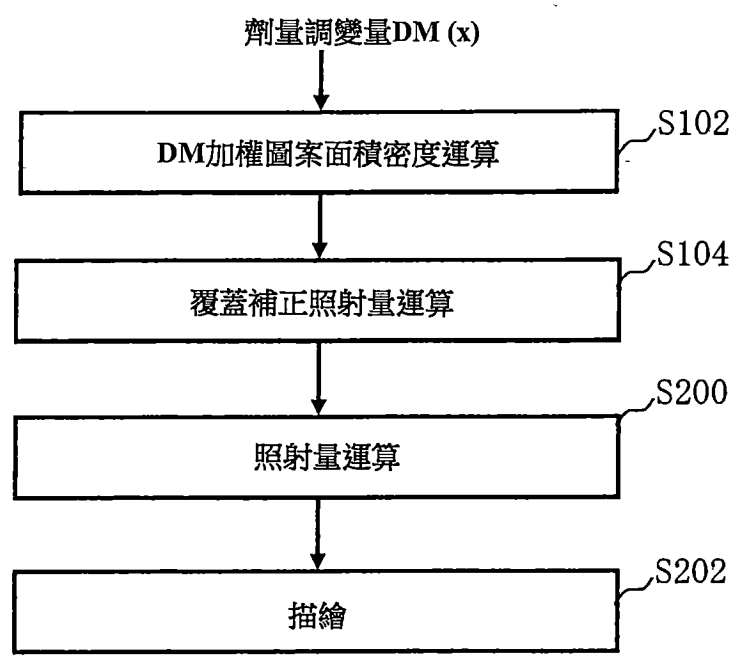 劑量調變量DM (x)
S102
DM加權圖案面積密度運算
S104
覆蓋補正照射量運算
S200
照射量運算
S202
描繪